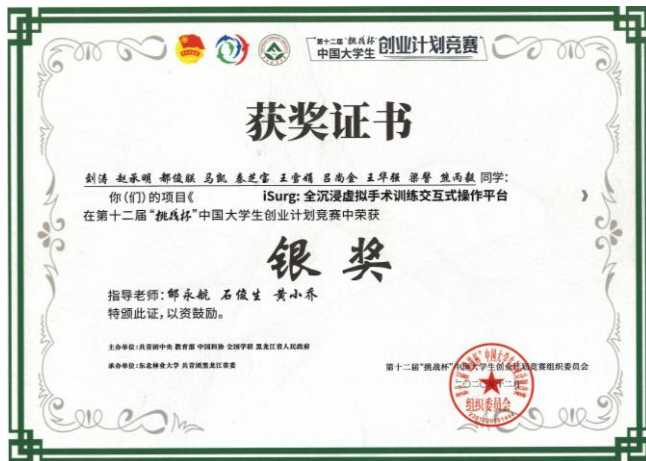 第十二届“挑战杯”
中国大学生 创业计划竞赛
获奖证书
刘涛 赵承明 郝俊联 马凯 秦芝宝 王雪娟 吕尚金 王华强 梁誉 熊丙毅 同学：
你（们）的项目《 iSurg: 全沉浸虚拟手术训练交互式操作平台 》
在第十二届“挑战杯”中国大学生创业计划竞赛中荣获
银奖
指导老师：邰永航 石俊生 黄小乔
特颁此证，以资鼓励。
主办单位：共青团中央 教育部 中国科协 全国学联 黑龙江省人民政府
承办单位：东北林业大学 共青团黑龙江省委
第十二届“挑战杯”中国大学生创业计划竞赛组织委员会
组织委员会